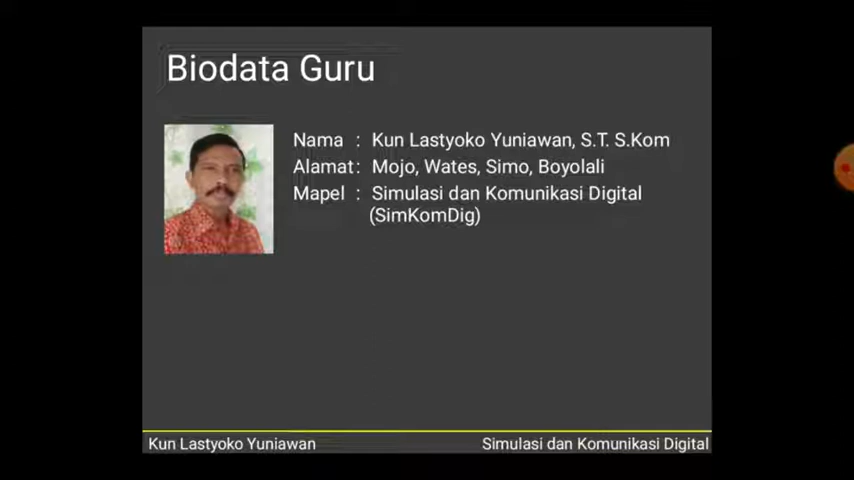 Biodata Guru
Nama : Kun Lastyoko Yuniawan, S.T. S.Kom
Alamat : Mojo, Wates, Simo, Boyolali
Mapel : Simulasi dan Komunikasi Digital
(SimKomDig)
Kun Lastyoko Yuniawan
Simulasi dan Komunikasi Digital